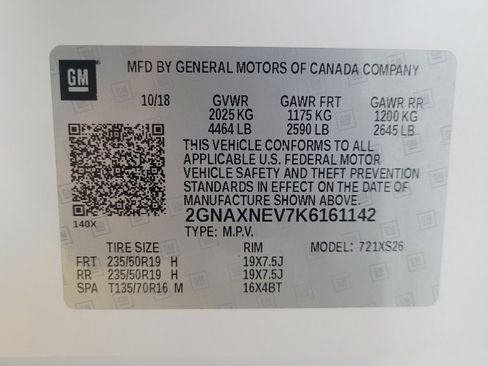 GM
MFD BY GENERAL MOTORS OF CANADA COMPANY
10/18 GVWR GAWR FRT GAWR RR
2025 KG 1175 KG 1200 KG
4464 LB 2590 LB 2645 LB
THIS VEHICLE CONFORMS TO ALL
APPLICABLE U.S. FEDERAL MOTOR
VEHICLE SAFETY AND THEFT PREVENTION
STANDARDS IN EFFECT ON THE DATE OF
MANUFACTURE SHOWN ABOVE.
140X 2GNAXNEV7K6161142
TYPE: M.P.V.
TIRE SIZE RIM MODEL: 721XS26
FRT 235/50R19 H 19X7.5J
RR 235/50R19 H 19X7.5J
SPA T135/70R16 M 16X4BT